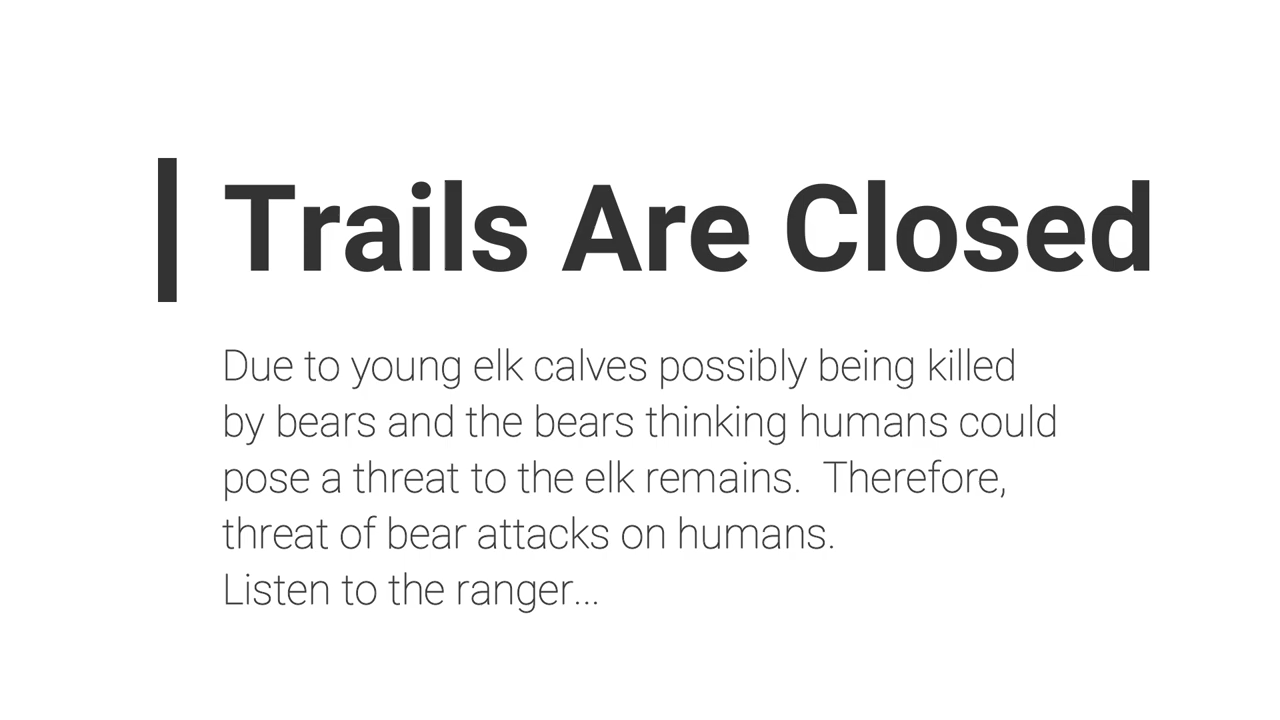 Trails Are Closed
Due to young elk calves possibly being killed
by bears and the bears thinking humans could
pose a threat to the elk remains.  Therefore,
threat of bear attacks on humans.
Listen to the ranger...